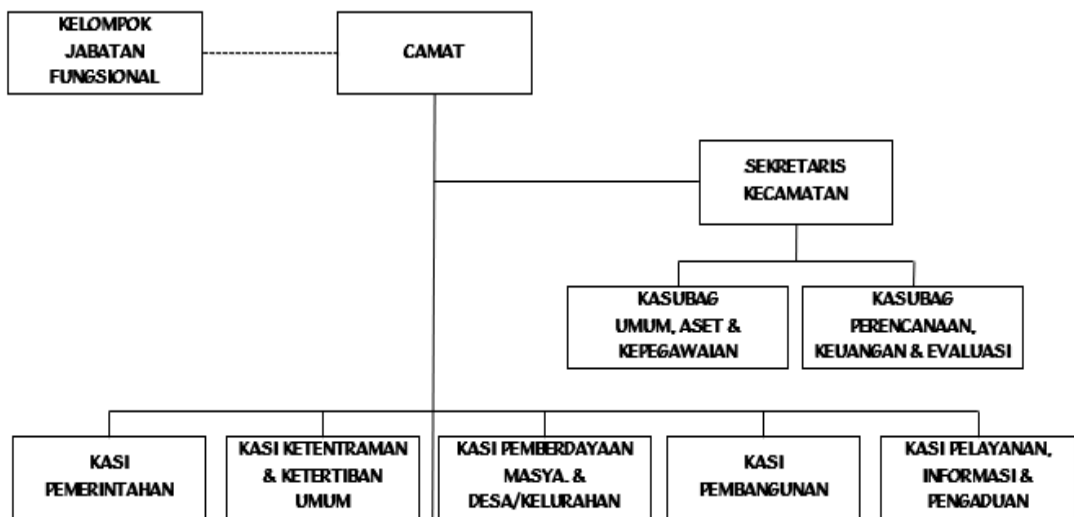 KELOMPOK
JABATAN
FUNGSIONAL
CAMAT
SEKRETARIS
KECAMATAN
KASUBAG
UMUM, ASET &
KEPEGAWAIAN
KASUBAG
PERENCANAAN,
KEUANGAN & EVALUASI
KASI
PEMERINTAHAN
KASI KETENTRAMAN
& KETERTIBAN
UMUM
KASI PEMBERDAYAAN
MASYA. &
DESA/KELURAHAN
KASI
PEMBANGUNAN
KASI PELAYANAN,
INFORMASI &
PENGADUAN